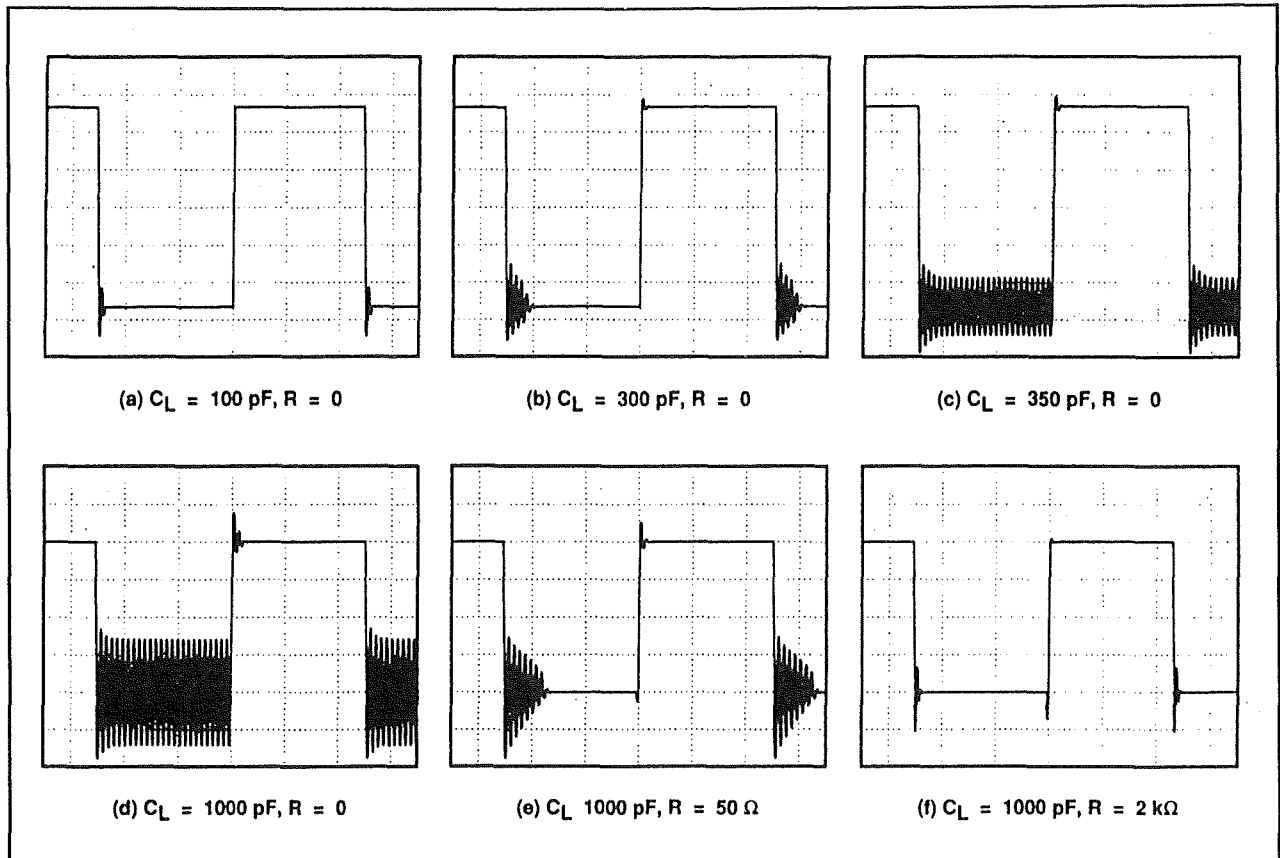 (a) CL = 100 pF, R = 0
(b) CL = 300 pF, R = 0
(c) CL = 350 pF, R = 0
(d) CL = 1000 pF, R = 0
(e) CL 1000 pF, R = 50 Ω
(f) CL = 1000 pF, R = 2 kΩ